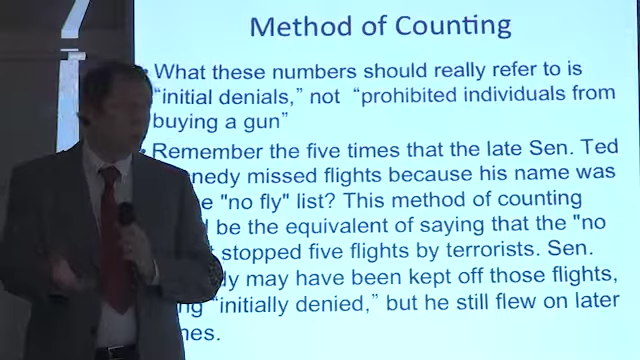 Method of Counting
What these numbers should really refer to is
“initial denials,” not “prohibited individuals from
buying a gun”
Remember the five times that the late Sen. Ted
nedy missed flights because his name was
e "no fly" list? This method of counting
be the equivalent of saying that the "no
stopped five flights by terrorists. Sen.
dy may have been kept off those flights,
“initially denied,” but he still flew on later